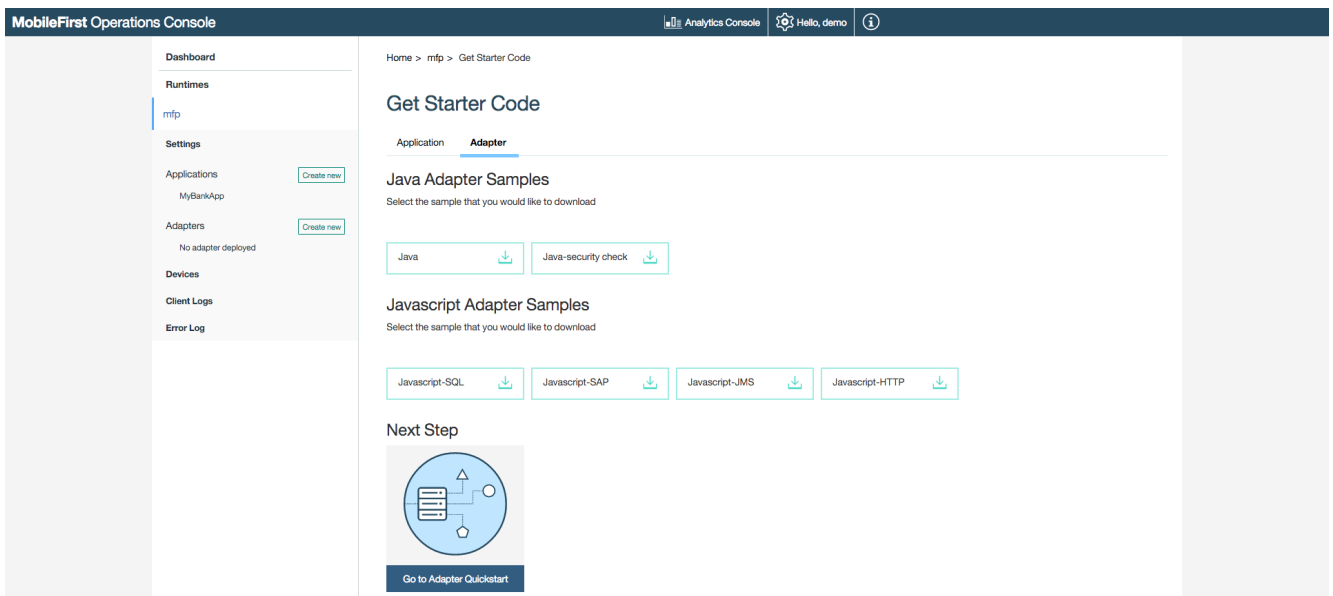 MobileFirst Operations Console
Analytics Console
Hello, demo
Dashboard
Runtimes
mfp
Settings
Applications Create new
MyBankApp
Adapters Create new
No adapter deployed
Devices
Client Logs
Error Log
Home > mfp > Get Starter Code
Get Starter Code
Application Adapter
Java Adapter Samples
Select the sample that you would like to download
Java Java-security check
Javascript Adapter Samples
Select the sample that you would like to download
Javascript-SQL Javascript-SAP Javascript-JMS Javascript-HTTP
Next Step
Go to Adapter Quickstart